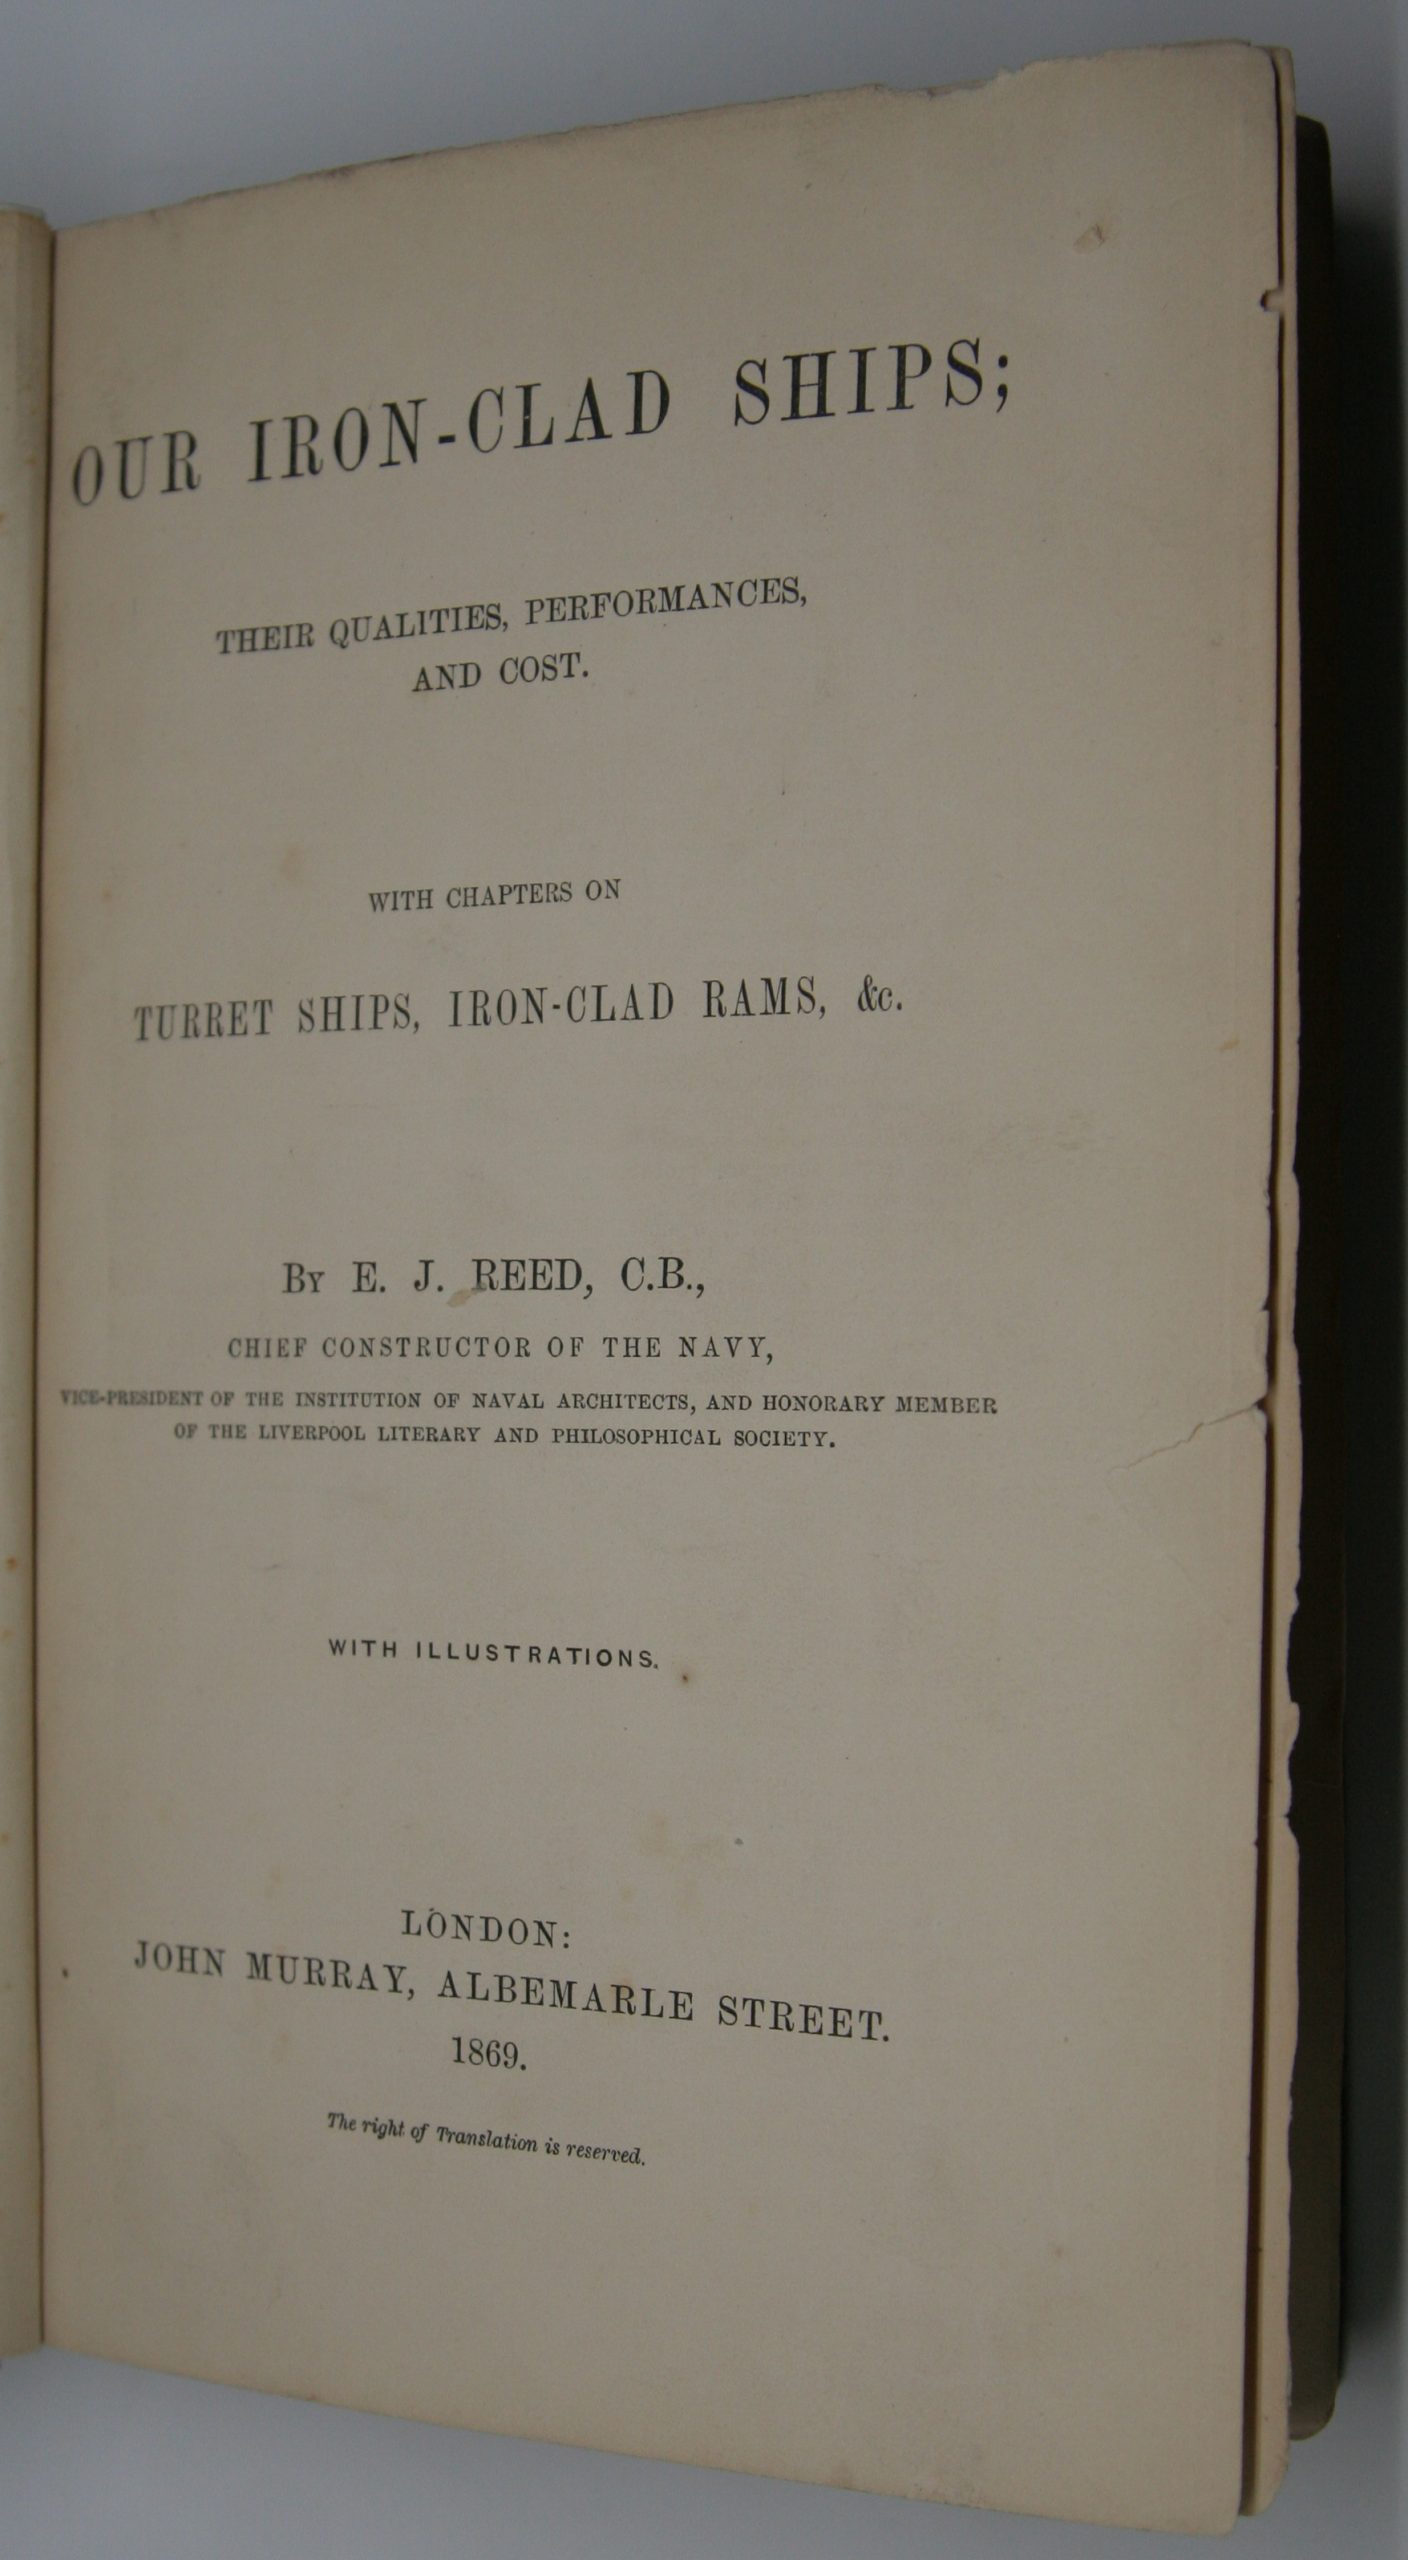 OUR IRON-CLAD SHIPS;
THEIR QUALITIES, PERFORMANCES,
AND COST.
WITH CHAPTERS ON
TURRET SHIPS, IRON-CLAD RAMS, &c.
BY E. J. REED, C.B.,
CHIEF CONSTRUCTOR OF THE NAVY,
VICE-PRESIDENT OF THE INSTITUTION OF NAVAL ARCHITECTS, AND HONORARY MEMBER
OF THE LIVERPOOL LITERARY AND PHILOSOPHICAL SOCIETY.
WITH ILLUSTRATIONS.
LONDON:
JOHN MURRAY, ALBEMARLE STREET.
1869.
The right of Translation is reserved.